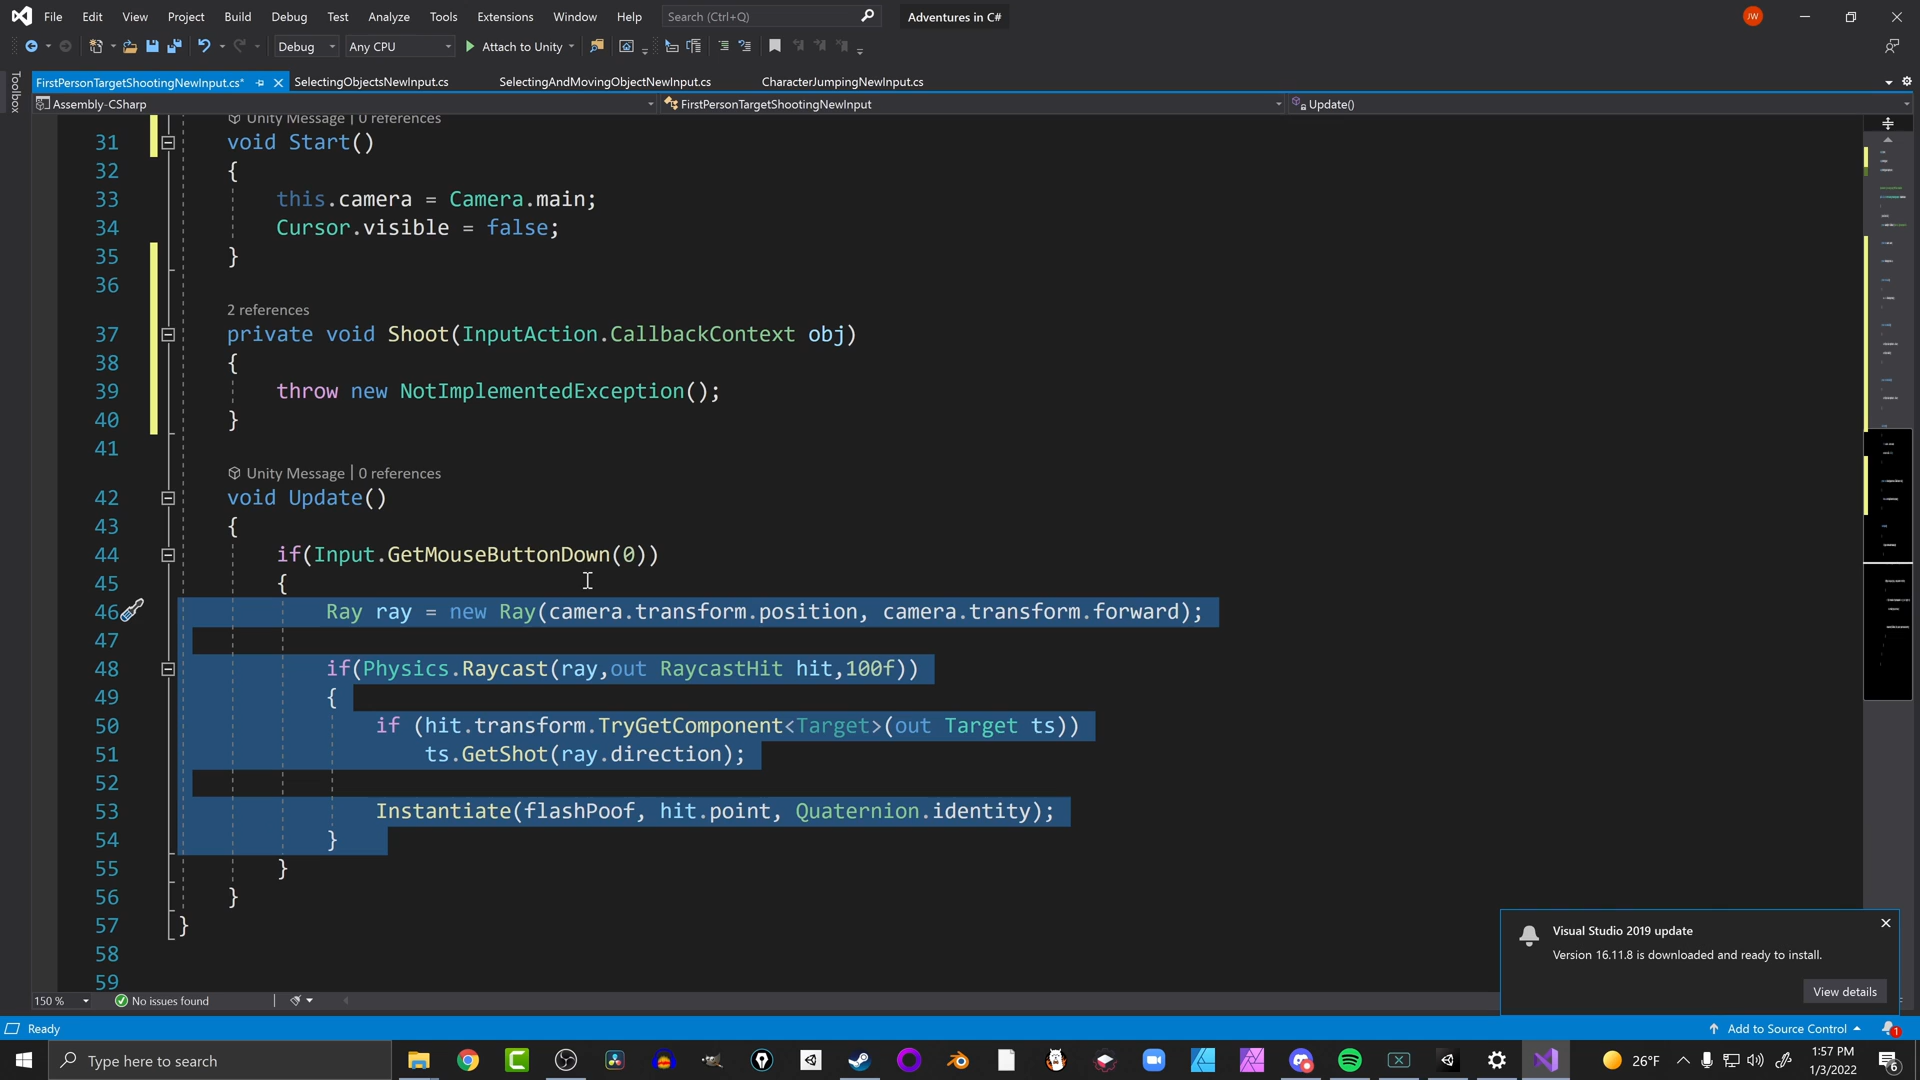 File Edit View Project Build Debug Test Analyze Tools Extensions Window Help Search (Ctrl+Q) Adventures in C# JW
Debug Any CPU Attach to Unity
FirstPersonTargetShootingNewInput.cs* SelectingObjectsNewInput.cs SelectingAndMovingObjectNewInput.cs CharacterJumpingNewInput.cs
Toolbox
Assembly-CSharp FirstPersonTargetShootingNewInput Update()
Unity Message | 0 references
31 void Start()
32 {
33 this.camera = Camera.main;
34 Cursor.visible = false;
35 }
36
2 references
37 private void Shoot(InputAction.CallbackContext obj)
38 {
39 throw new NotImplementedException();
40 }
41
Unity Message | 0 references
42 void Update()
43 {
44 if(Input.GetMouseButtonDown(0))
45 {
46 Ray ray = new Ray(camera.transform.position, camera.transform.forward);
47
48 if(Physics.Raycast(ray,out RaycastHit hit,100f))
49 {
50 if (hit.transform.TryGetComponent<Target>(out Target ts))
51 ts.GetShot(ray.direction);
52
53 Instantiate(flashPoof, hit.point, Quaternion.identity);
54 }
55 }
56 }
57 }
58
59
Visual Studio 2019 update
Version 16.11.8 is downloaded and ready to install.
View details
150 % No issues found
Ready Add to Source Control 1
Type here to search 26°F 1:57 PM
1/3/2022 6